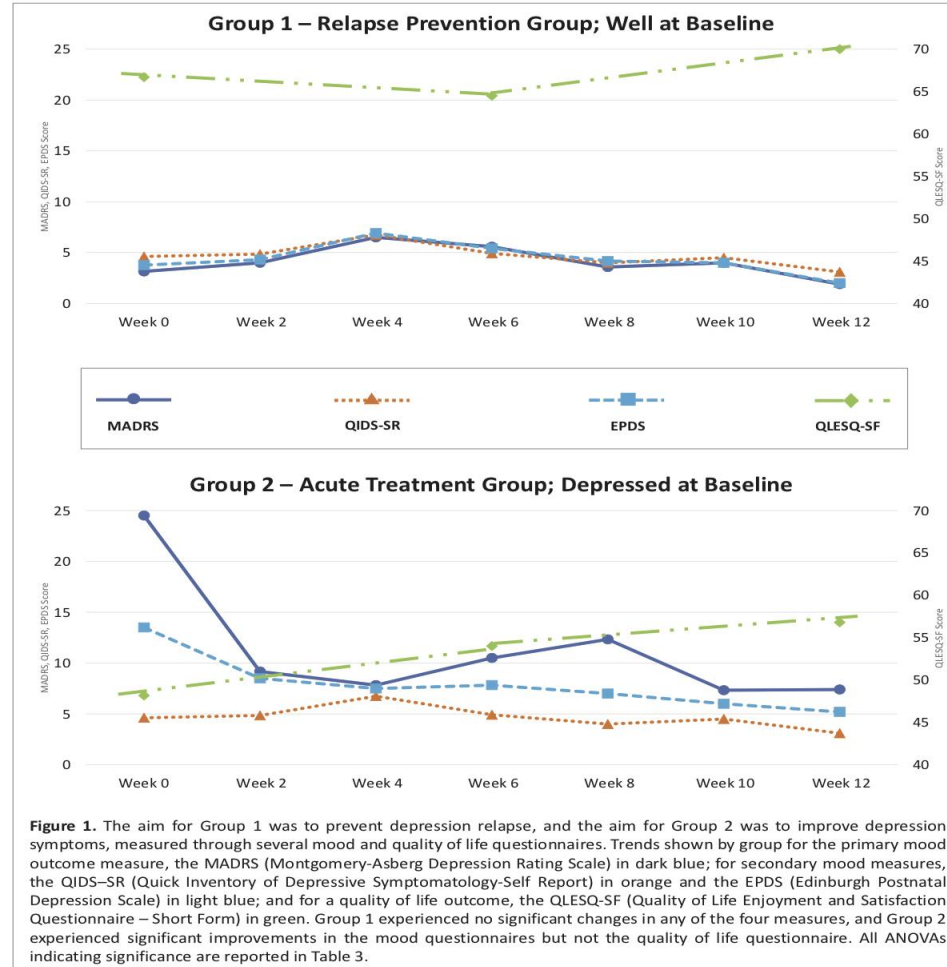 Group 1 – Relapse Prevention Group; Well at Baseline
25
20
15
10
5
0
MADRS, QIDS-SR, EPDS Score
70
65
60
55
50
45
40
QLESQ-SF Score
Week 0 Week 2 Week 4 Week 6 Week 8 Week 10 Week 12
MADRS QIDS-SR EPDS QLESQ-SF
Group 2 – Acute Treatment Group; Depressed at Baseline
25
20
15
10
5
0
MADRS, QIDS-SR, EPDS Score
70
65
60
55
50
45
40
QLESQ-SF Score
Week 0 Week 2 Week 4 Week 6 Week 8 Week 10 Week 12
Figure 1. The aim for Group 1 was to prevent depression relapse, and the aim for Group 2 was to improve depression
symptoms, measured through several mood and quality of life questionnaires. Trends shown by group for the primary mood
outcome measure, the MADRS (Montgomery-Asberg Depression Rating Scale) in dark blue; for secondary mood measures,
the QIDS–SR (Quick Inventory of Depressive Symptomatology-Self Report) in orange and the EPDS (Edinburgh Postnatal
Depression Scale) in light blue; and for a quality of life outcome, the QLESQ-SF (Quality of Life Enjoyment and Satisfaction
Questionnaire – Short Form) in green. Group 1 experienced no significant changes in any of the four measures, and Group 2
experienced significant improvements in the mood questionnaires but not the quality of life questionnaire. All ANOVAs
indicating significance are reported in Table 3.